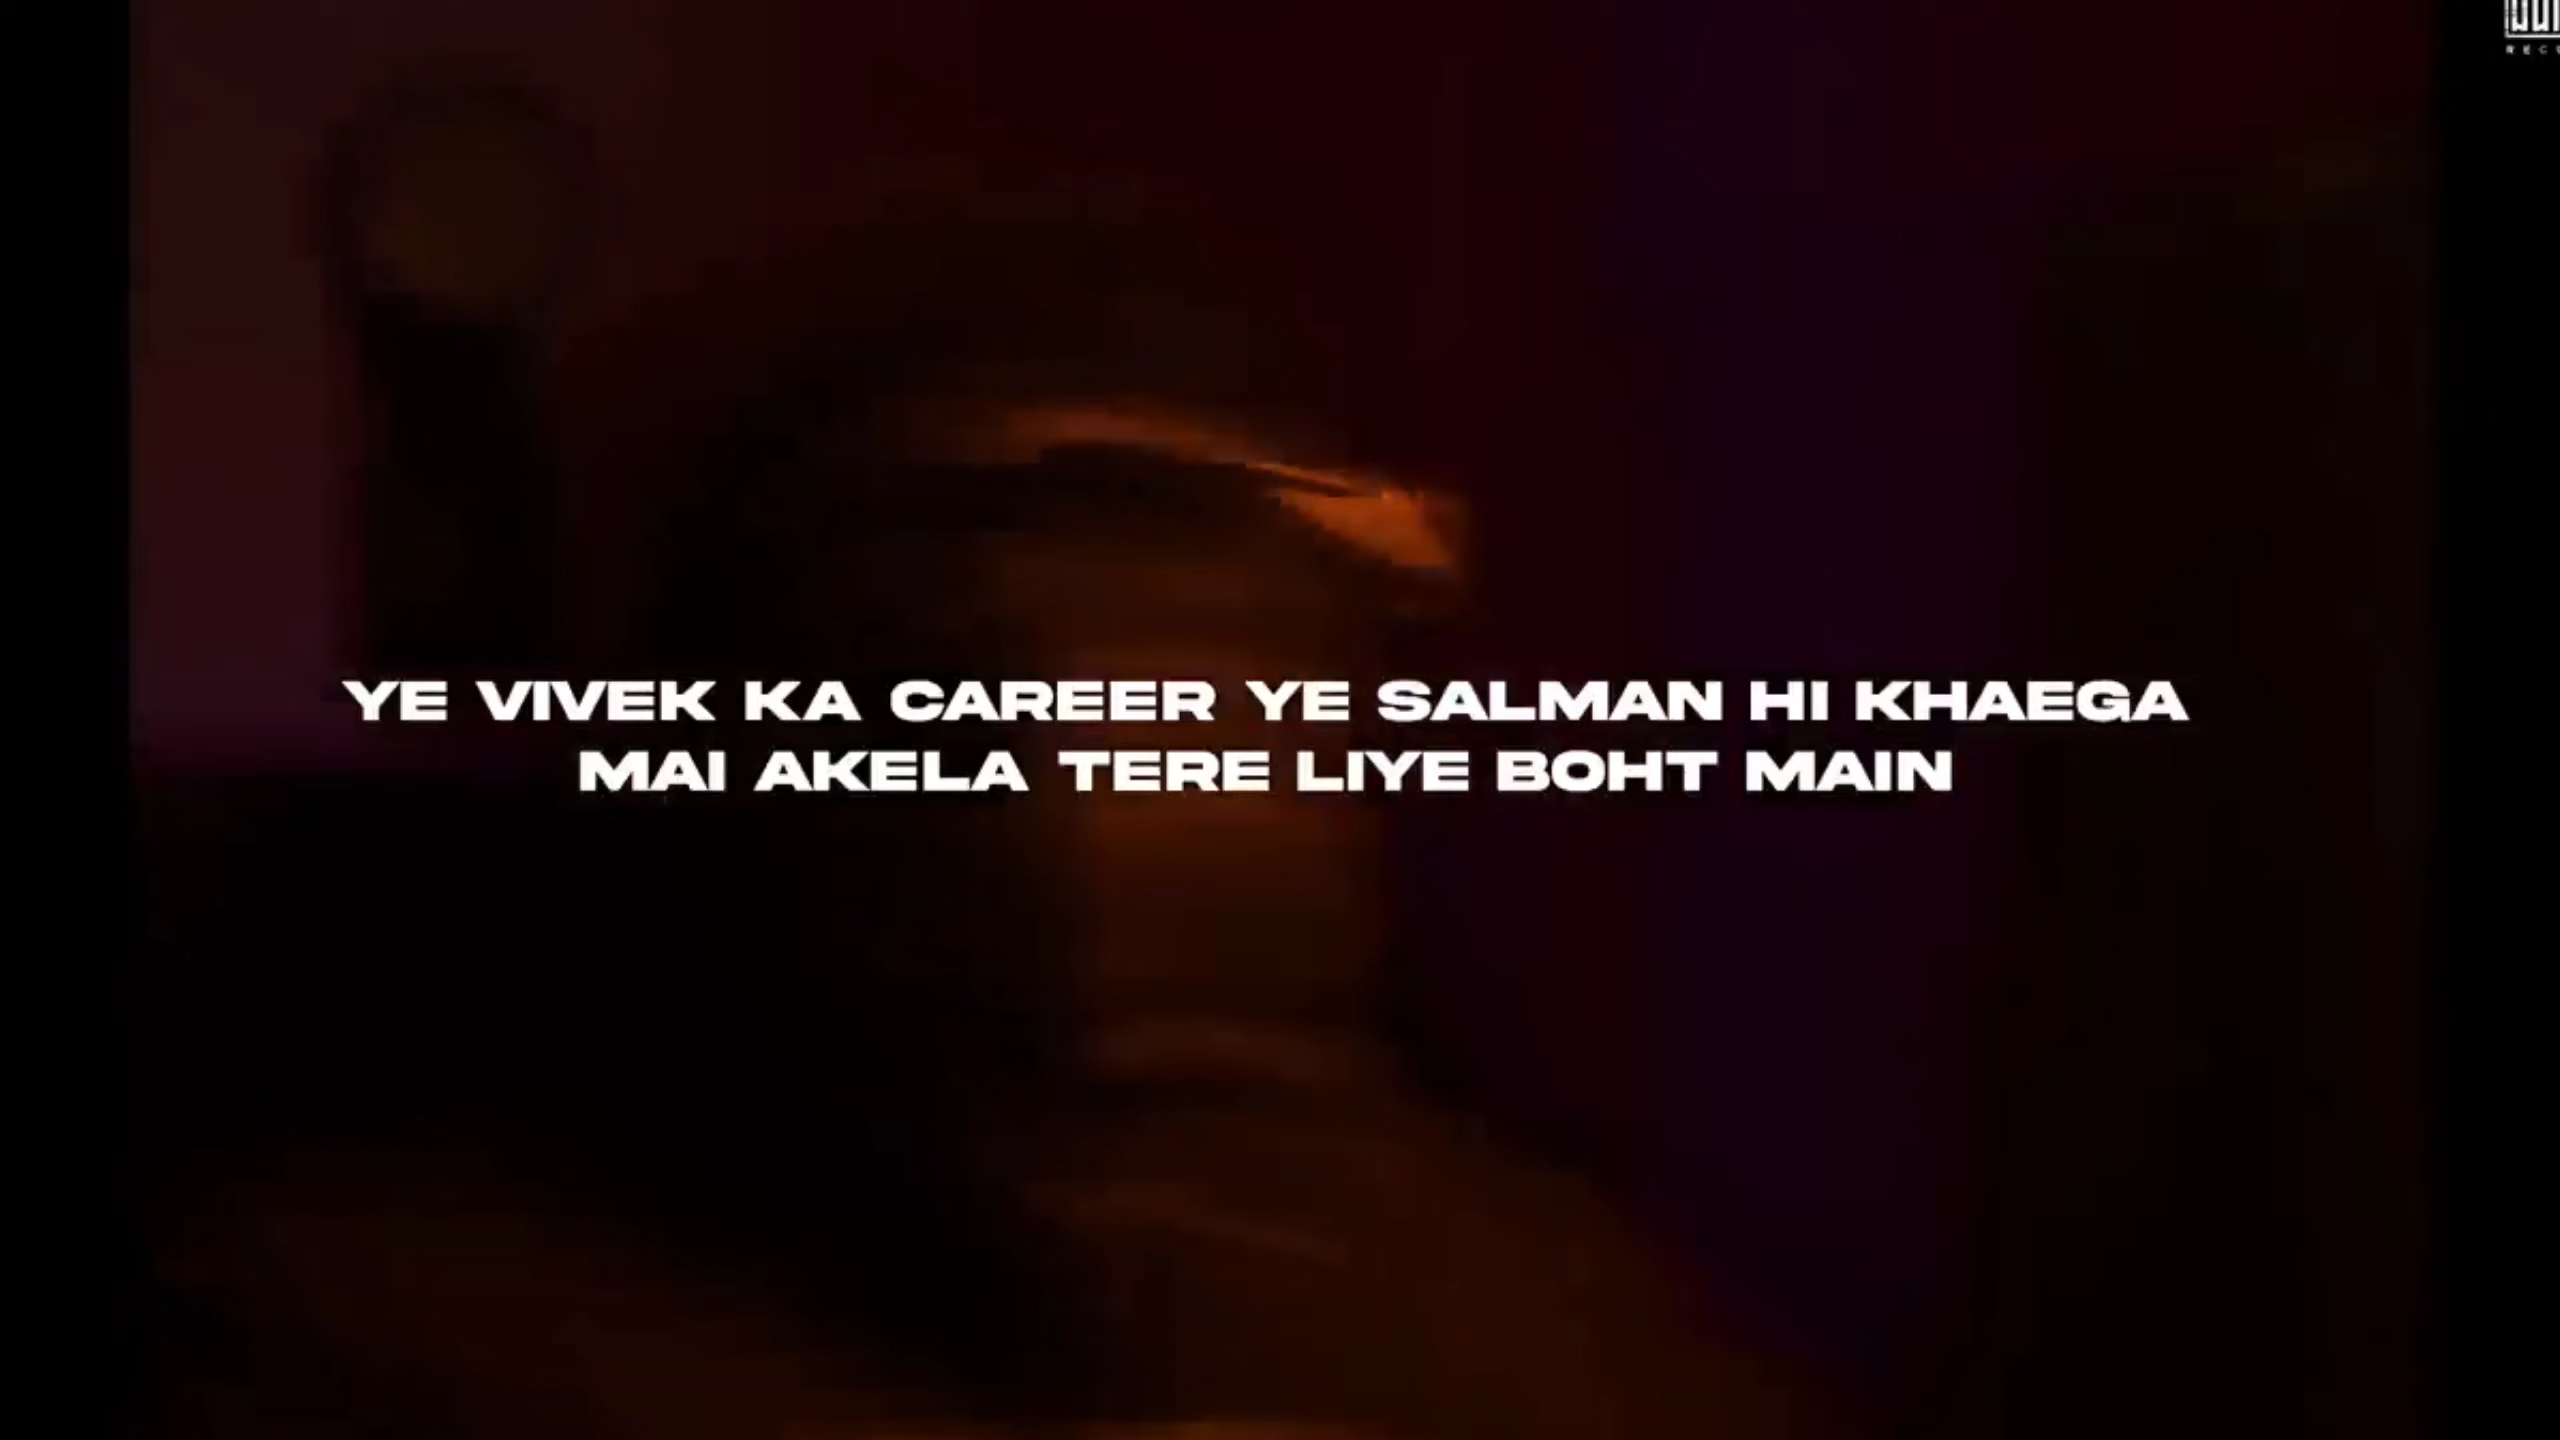 YE VIVEK KA CAREER YE SALMAN HI KHAEGA
MAI AKELA TERE LIYE BOHT MAIN